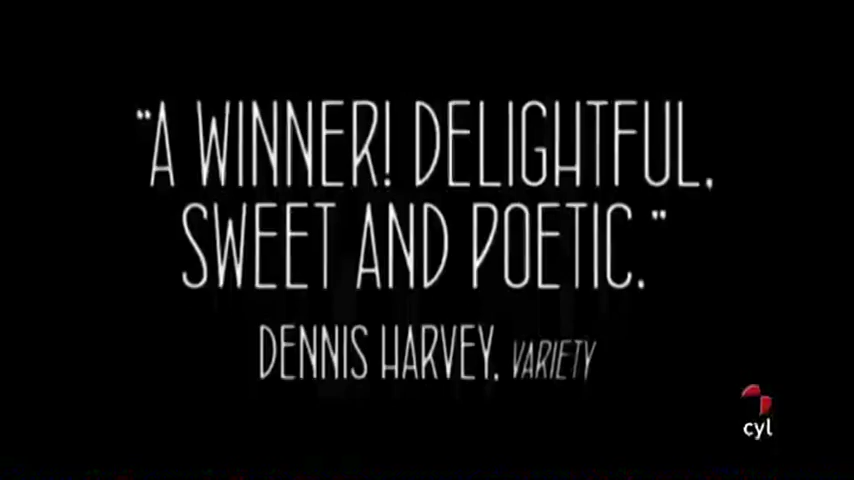 "A WINNER! DELIGHTFUL,
SWEET AND POETIC."
DENNIS HARVEY, VARIETY
cyl